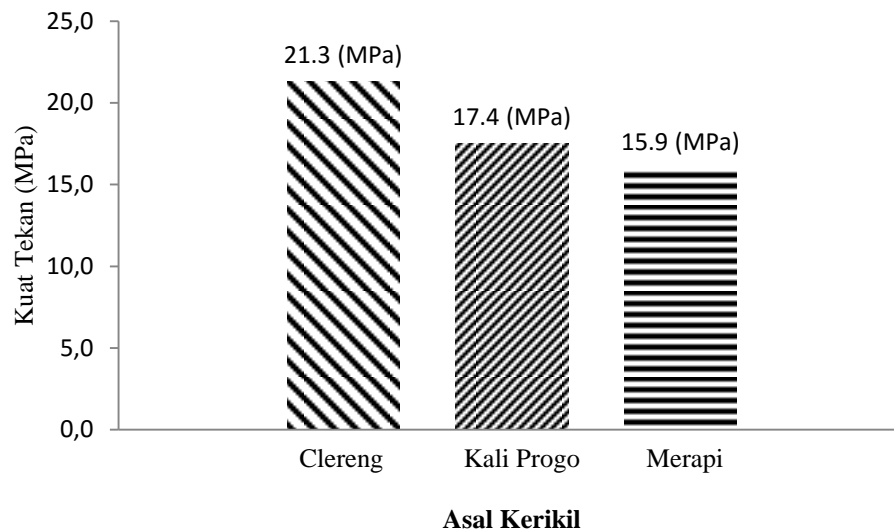 25,0
21.3 (MPa)
20,0
17.4 (MPa)
15.9 (MPa)
15,0
10,0
5,0
0,0
Kuat Tekan (MPa)
Clereng Kali Progo Merapi
Asal Kerikil